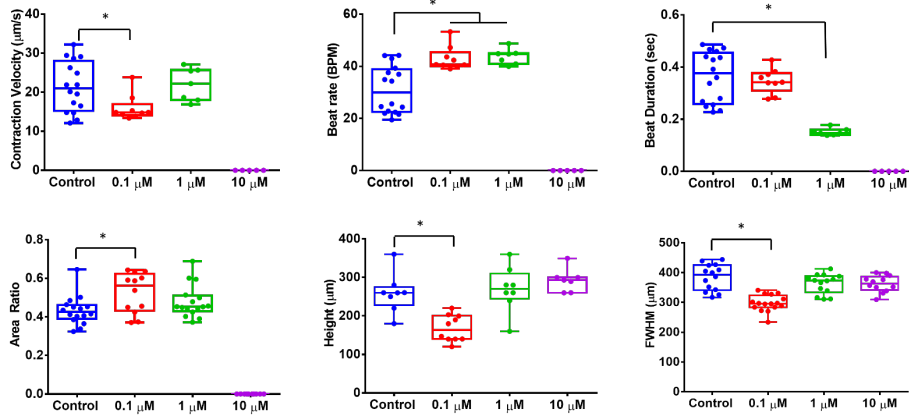 Contraction Velocity (μm/s)
40
30
20
10
0
*
Control 0.1 μM 1 μM 10 μM
Beat rate (BPM)
60
40
20
0
*
Control 0.1 μM 1 μM 10 μM
Beat Duration (sec)
0.6
0.4
0.2
0.0
*
Control 0.1 μM 1 μM 10 μM
Area Ratio
0.8
0.6
0.4
0.2
0.0
*
Control 0.1 μM 1 μM 10 μM
Height (μm)
400
300
200
100
0
*
Control 0.1 μM 1 μM 10 μM
FWHM (μm)
500
400
300
200
100
0
*
Control 0.1 μM 1 μM 10 μM